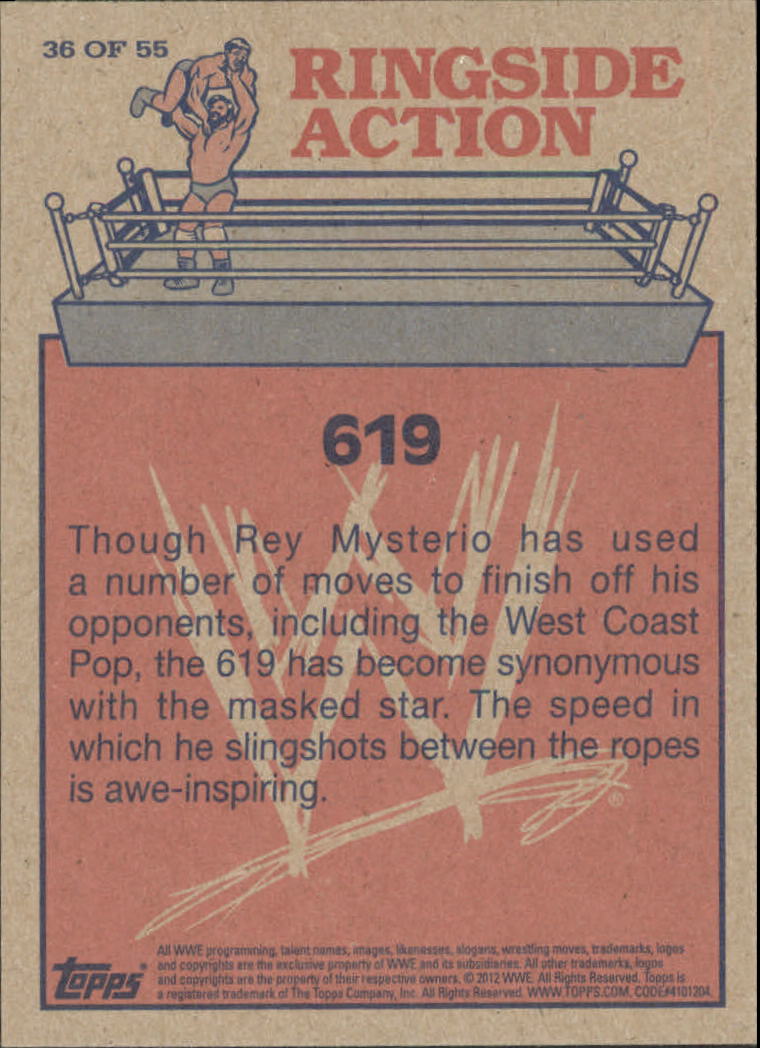 36 OF 55
RINGSIDE
ACTION
619
Though Rey Mysterio has used
a number of moves to finish off his
opponents, including the West Coast
Pop, the 619 has become synonymous
with the masked star. The speed in
which he slingshots between the ropes
is awe-inspiring.
®
All WWE programming, talent names, images, likenesses, slogans, wrestling moves, trademarks, logos
and copyrights are the exclusive property of WWE and its subsidiaries. All other trademarks, logos
and copyrights are the property of their respective owners. © 2012 WWE. All Rights Reserved. Topps is
a registered trademark of The Topps Company, Inc. All Rights Reserved. WWW.TOPPS.COM. CODE#4101204
topps®